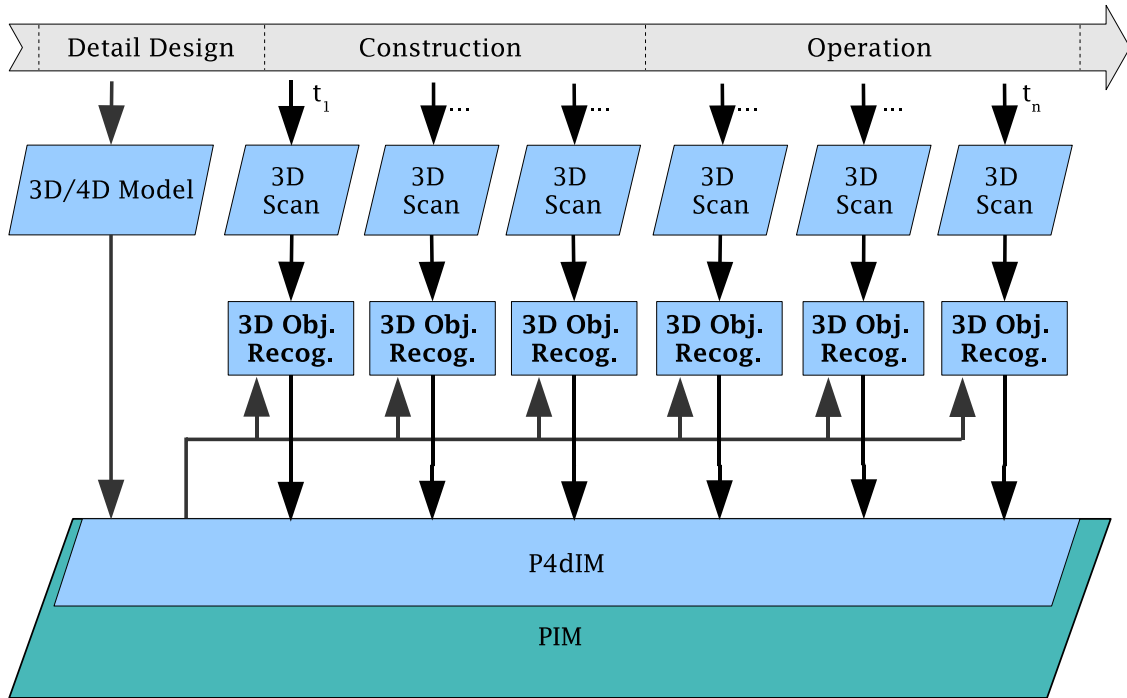 Detail Design Construction Operation
t1 ... ... ... ... tn
3D/4D Model
3D
Scan
3D
Scan
3D
Scan
3D
Scan
3D
Scan
3D
Scan
3D Obj.
Recog.
3D Obj.
Recog.
3D Obj.
Recog.
3D Obj.
Recog.
3D Obj.
Recog.
3D Obj.
Recog.
P4dIM
PIM